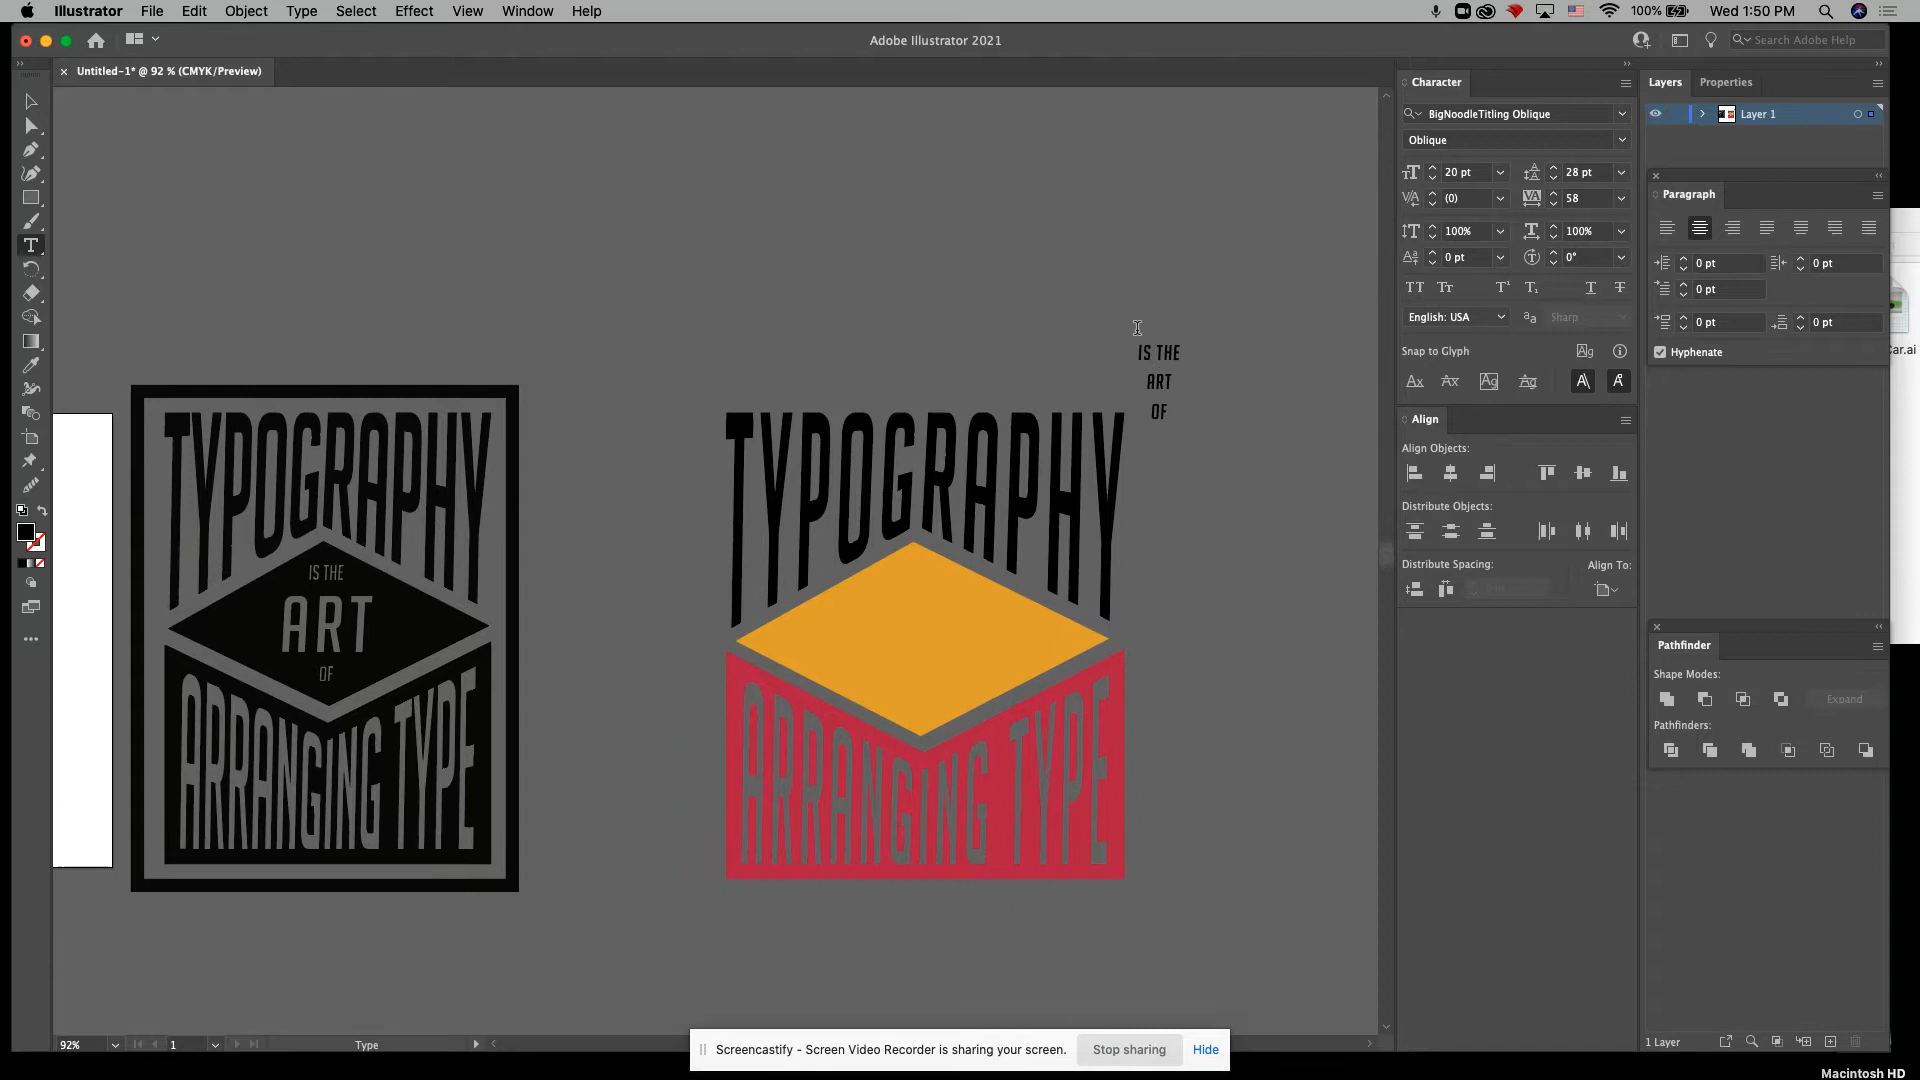 Illustrator File Edit Object Type Select Effect View Window Help
100% Wed 1:50 PM
Adobe Illustrator 2021
Search Adobe Help
Untitled-1* @ 92 % (CMYK/Preview)
TYPOGRAPHY
IS THE
ART
OF
ARRANGING TYPE
IS THE
ART
OF
TYPOGRAPHY
ARRANGING TYPE
Character
BigNoodleTitling Oblique
Oblique
20 pt 28 pt
(0) 58
100% 100%
0 pt 0°
English: USA Sharp
Snap to Glyph
Align
Align Objects:
Distribute Objects:
Distribute Spacing: Align To:
Layers Properties
Layer 1
Paragraph
0 pt 0 pt
0 pt
0 pt 0 pt
Hyphenate
Pathfinder
Shape Modes:
Expand
Pathfinders:
1 Layer
Car.ai
92% 1 Type
Screencastify - Screen Video Recorder is sharing your screen. Stop sharing Hide
Macintosh HD